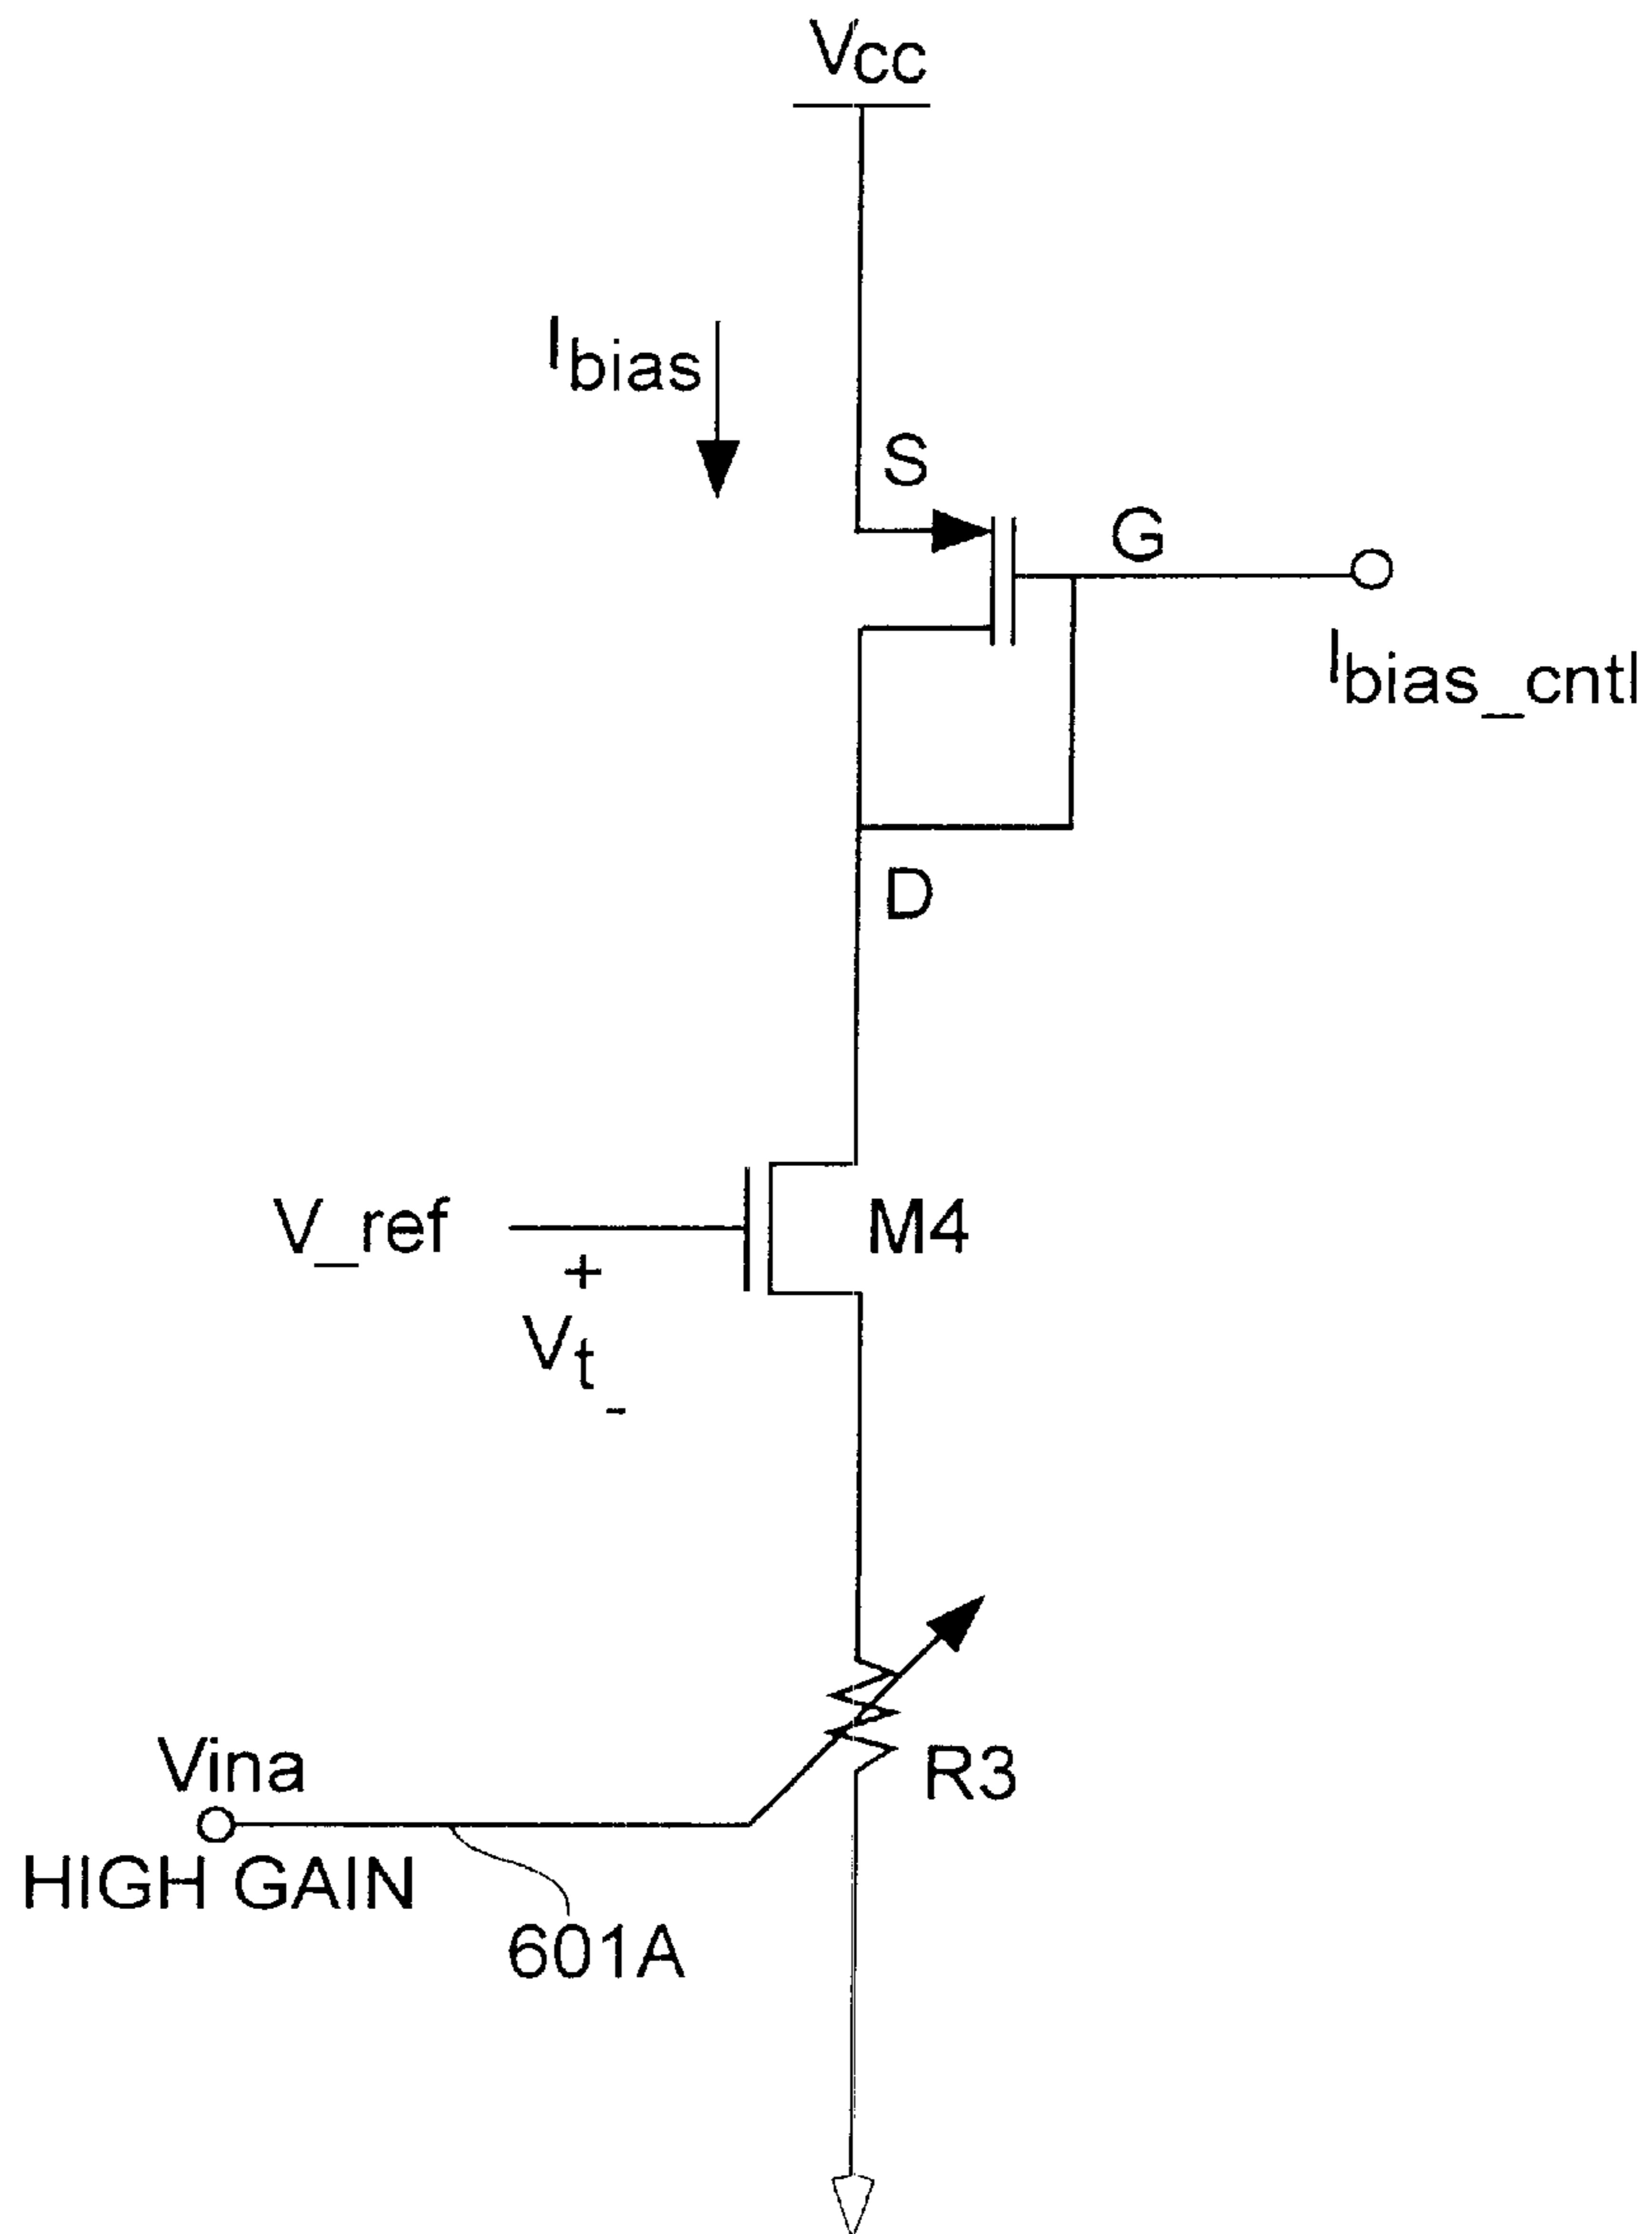 Vcc
Ibias
S
G
Ibias_cntl
D
V_ref
M4
+
Vt
-
R3
Vina
HIGH GAIN
601A